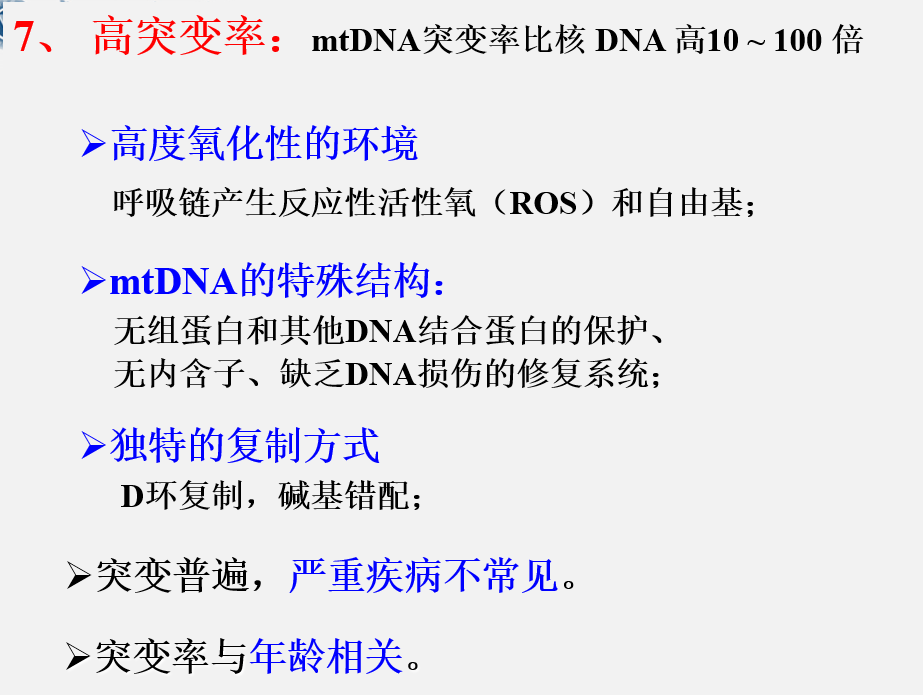 7、 高突变率：mtDNA突变率比核 DNA 高10 ~ 100 倍
➢高度氧化性的环境
呼吸链产生反应性活性氧（ROS）和自由基；
➢mtDNA的特殊结构：
无组蛋白和其他DNA结合蛋白的保护、
无内含子、缺乏DNA损伤的修复系统；
➢独特的复制方式
D环复制，碱基错配；
➢突变普遍，严重疾病不常见。
➢突变率与年龄相关。